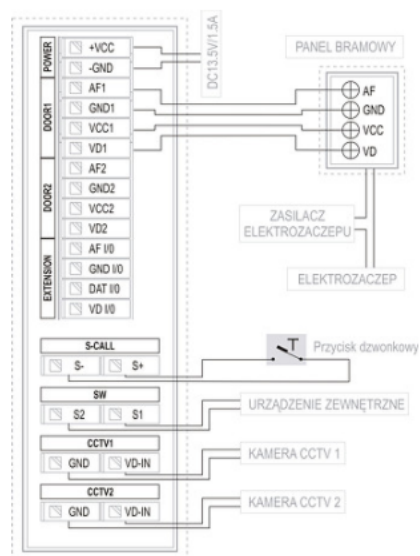 POWER
+VCC
-GND
DC13.5V/1.5A
DOOR1
AF1
GND1
VCC1
VD1
PANEL BRAMOWY
AF
GND
VCC
VD
DOOR2
AF2
GND2
VCC2
VD2
ZASILACZ
ELEKTROZACZEPU
ELEKTROZACZEP
EXTENSION
AF I/0
GND I/0
DAT I/0
VD I/0
S-CALL
S- S+
T
Przycisk dzwonkowy
SW
S2 S1
URZĄDZENIE ZEWNĘTRZNE
CCTV1
GND VD-IN
KAMERA CCTV 1
CCTV2
GND VD-IN
KAMERA CCTV 2